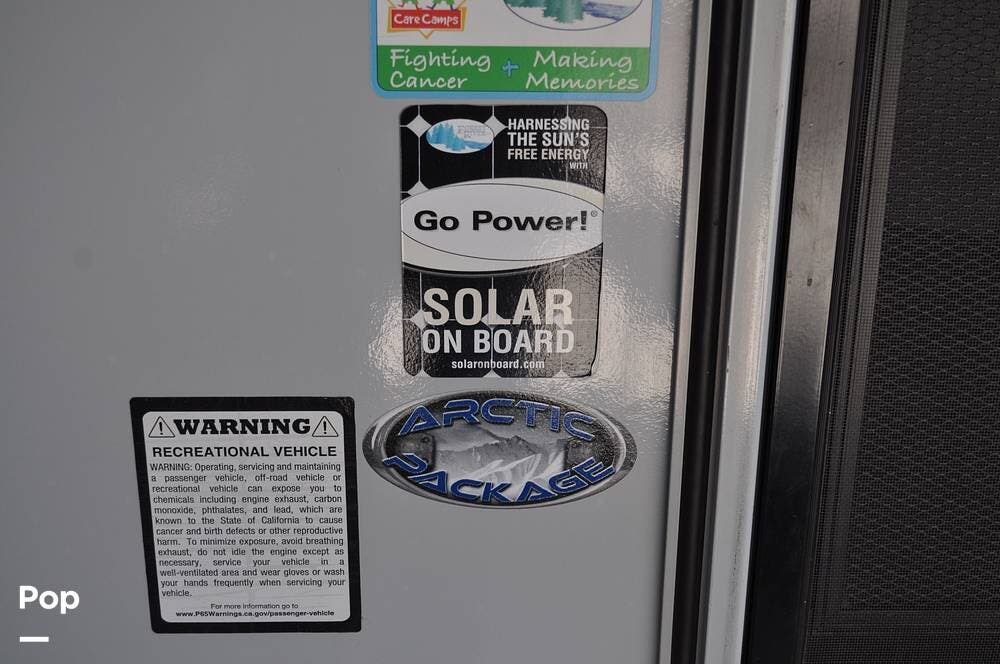 Care Camps
Fighting Cancer + Making Memories
HARNESSING
THE SUN'S
FREE ENERGY
WITH
Go Power!®
SOLAR
ON BOARD
solaronboard.com
ARCTIC
PACKAGE
WARNING
RECREATIONAL VEHICLE
WARNING: Operating, servicing and maintaining
a passenger vehicle, off-road vehicle or
recreational vehicle can expose you to
chemicals including engine exhaust, carbon
monoxide, phthalates, and lead, which are
known to the State of California to cause
cancer and birth defects or other reproductive
harm. To minimize exposure, avoid breathing
exhaust, do not idle the engine except as
necessary, service your vehicle in a
well-ventilated area and wear gloves or wash
your hands frequently when servicing your
vehicle.
For more information go to
www.P65Warnings.ca.gov/passenger-vehicle
Pop